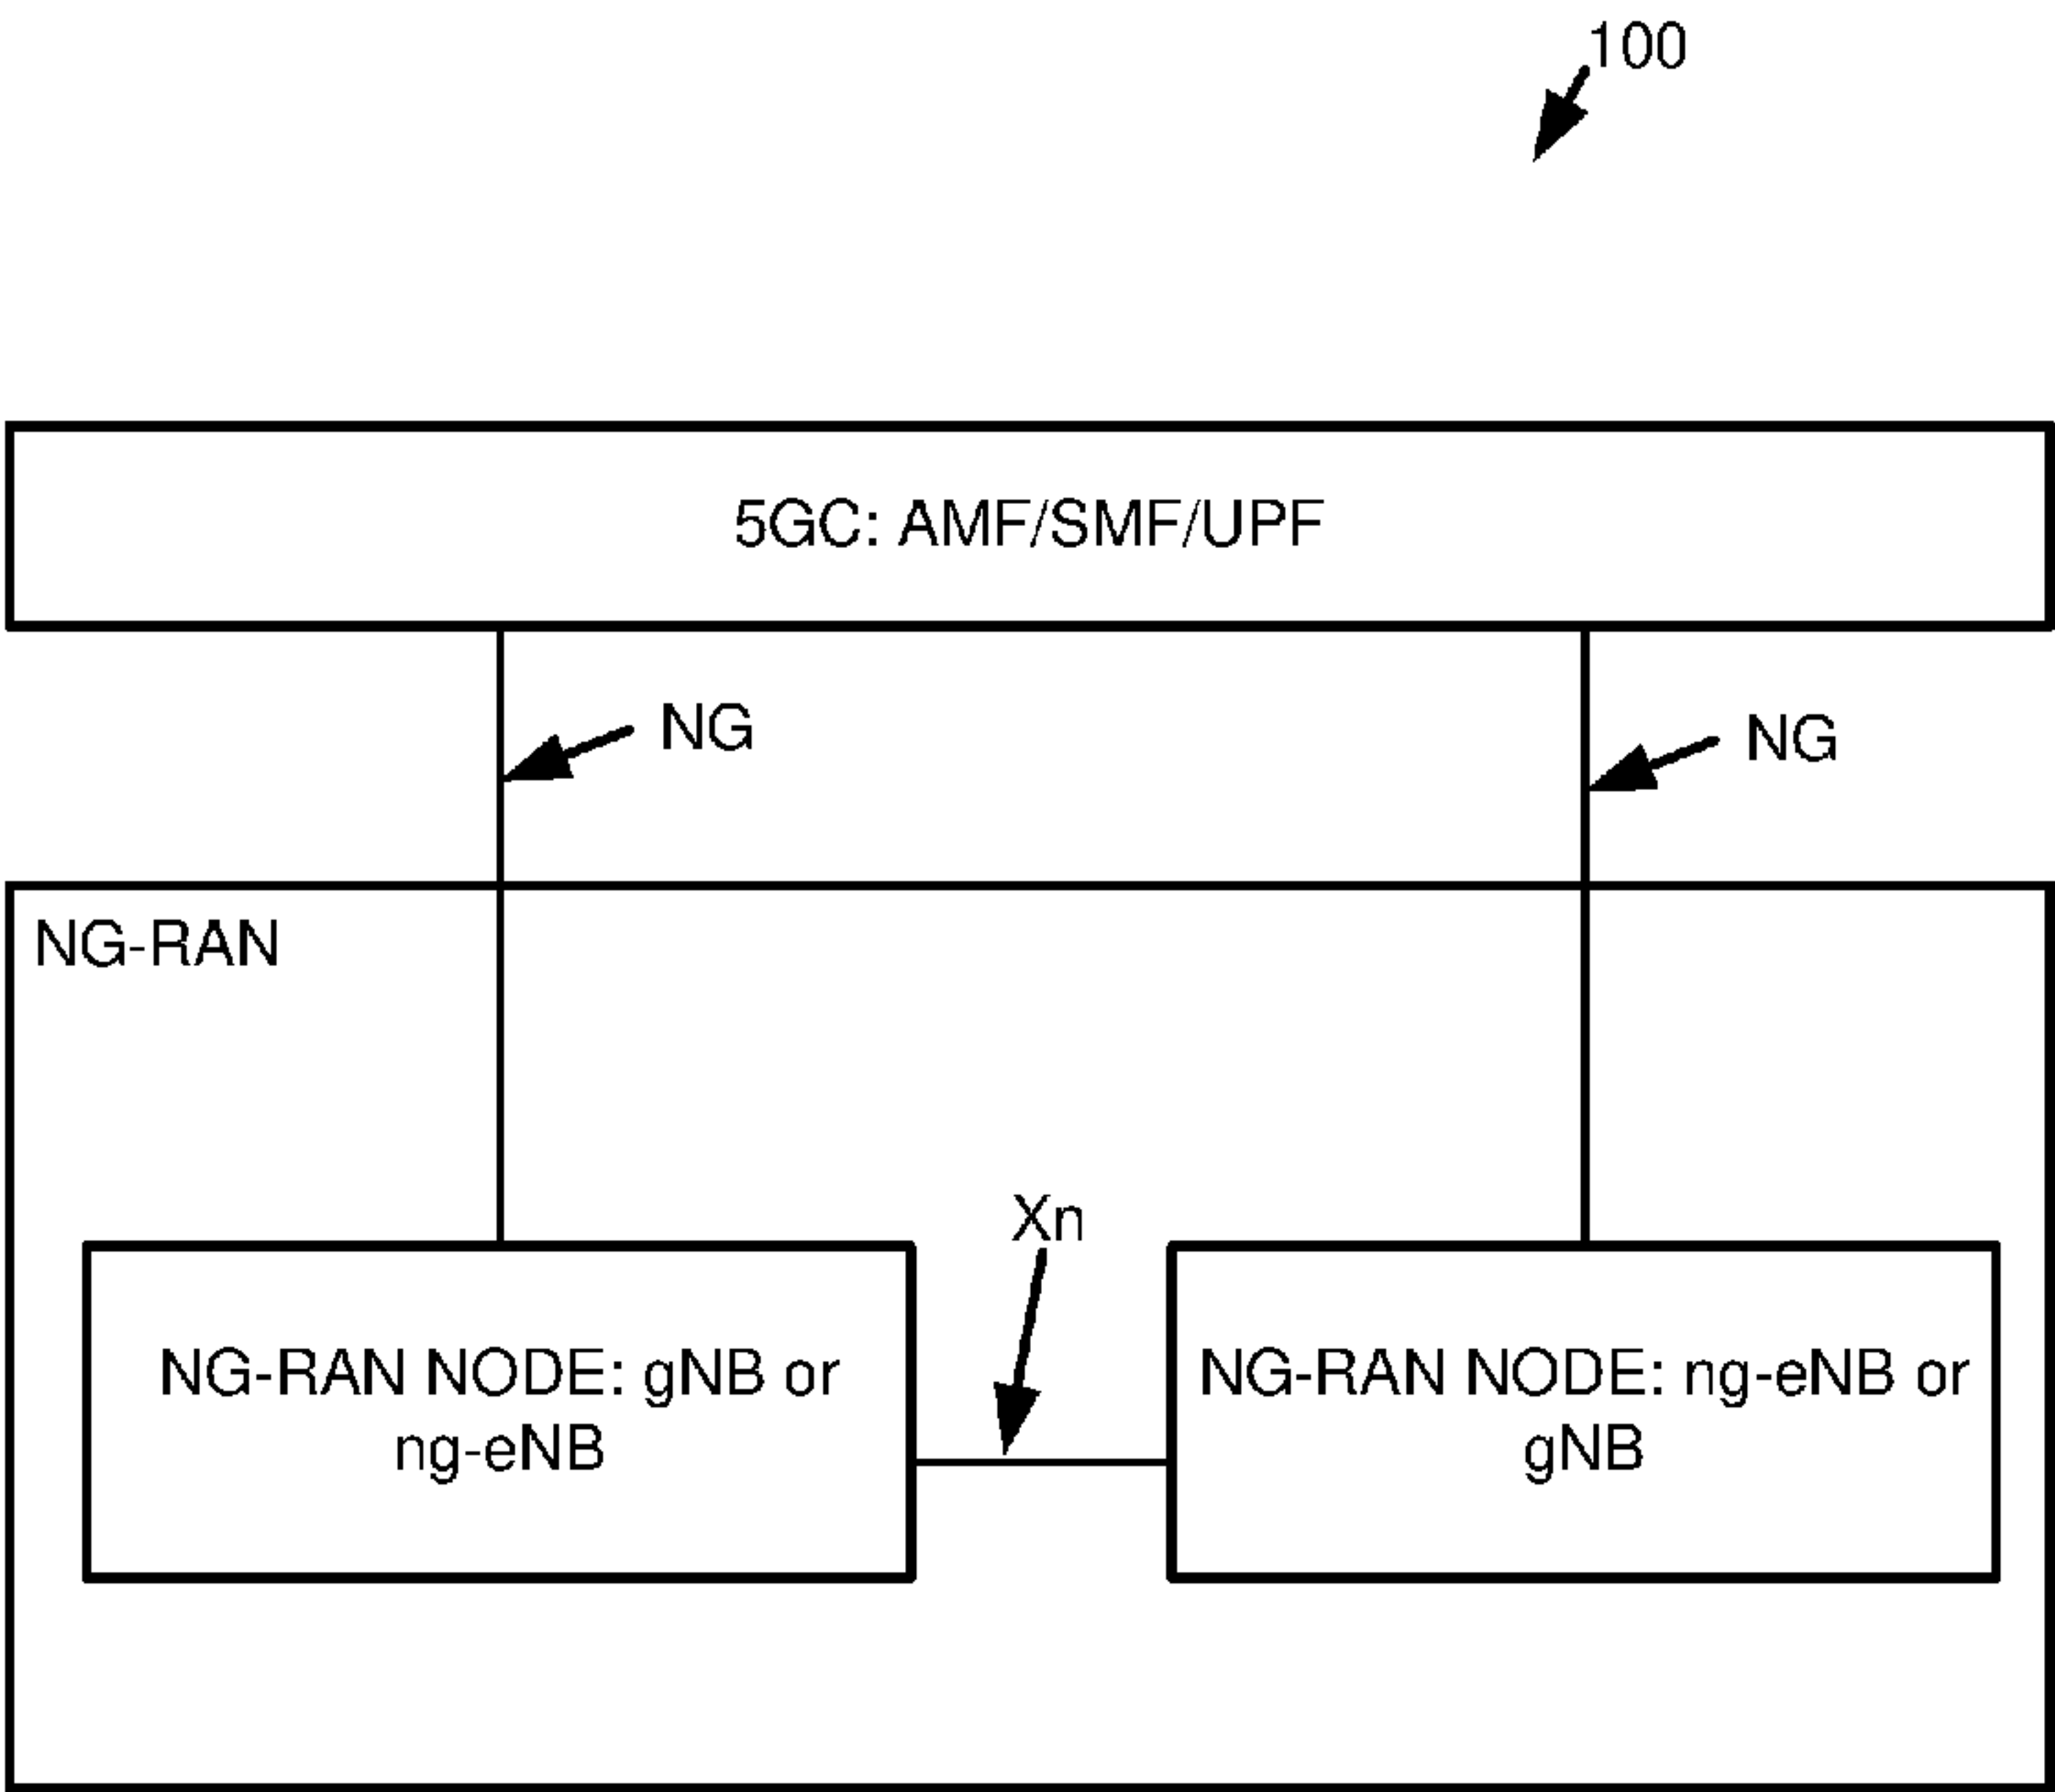 100
5GC: AMF/SMF/UPF
NG
NG
NG-RAN
Xn
NG-RAN NODE: gNB or
ng-eNB
NG-RAN NODE: ng-eNB or
gNB